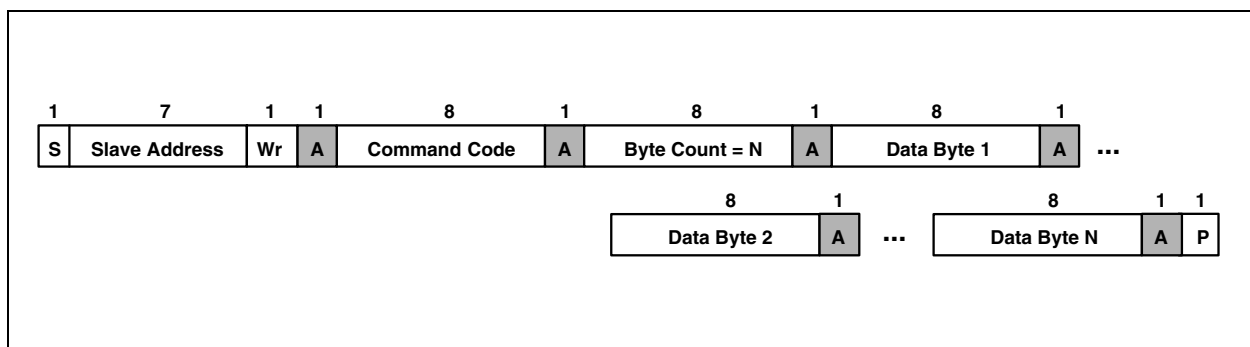 1 7 1 1 8 1 8 1 8 1
S Slave Address Wr A Command Code A Byte Count = N A Data Byte 1 A ...
8 1 8 1 1
Data Byte 2 A ... Data Byte N A P